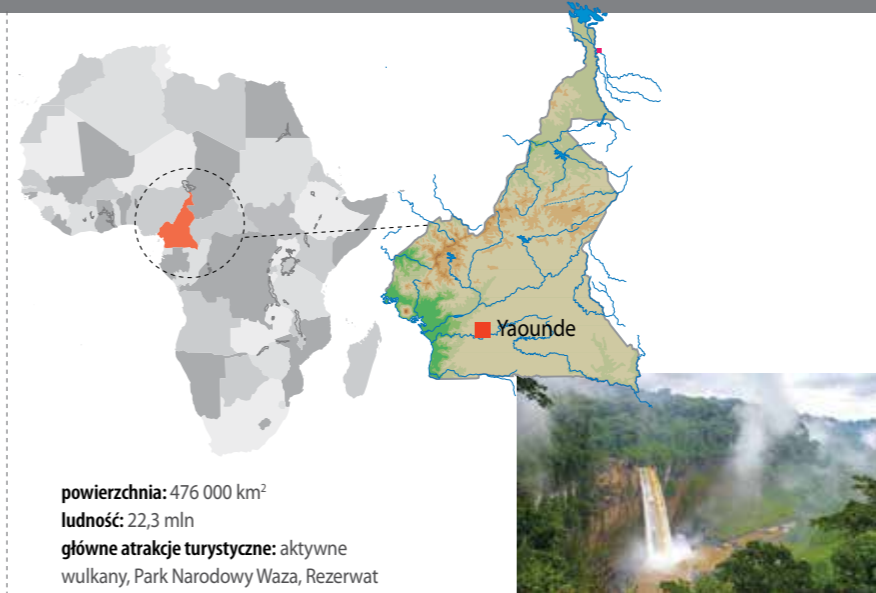 Yaounde
powierzchnia: 476 000 km²
ludność: 22,3 mln
główne atrakcje turystyczne: aktywne
wulkany, Park Narodowy Waza, Rezerwat